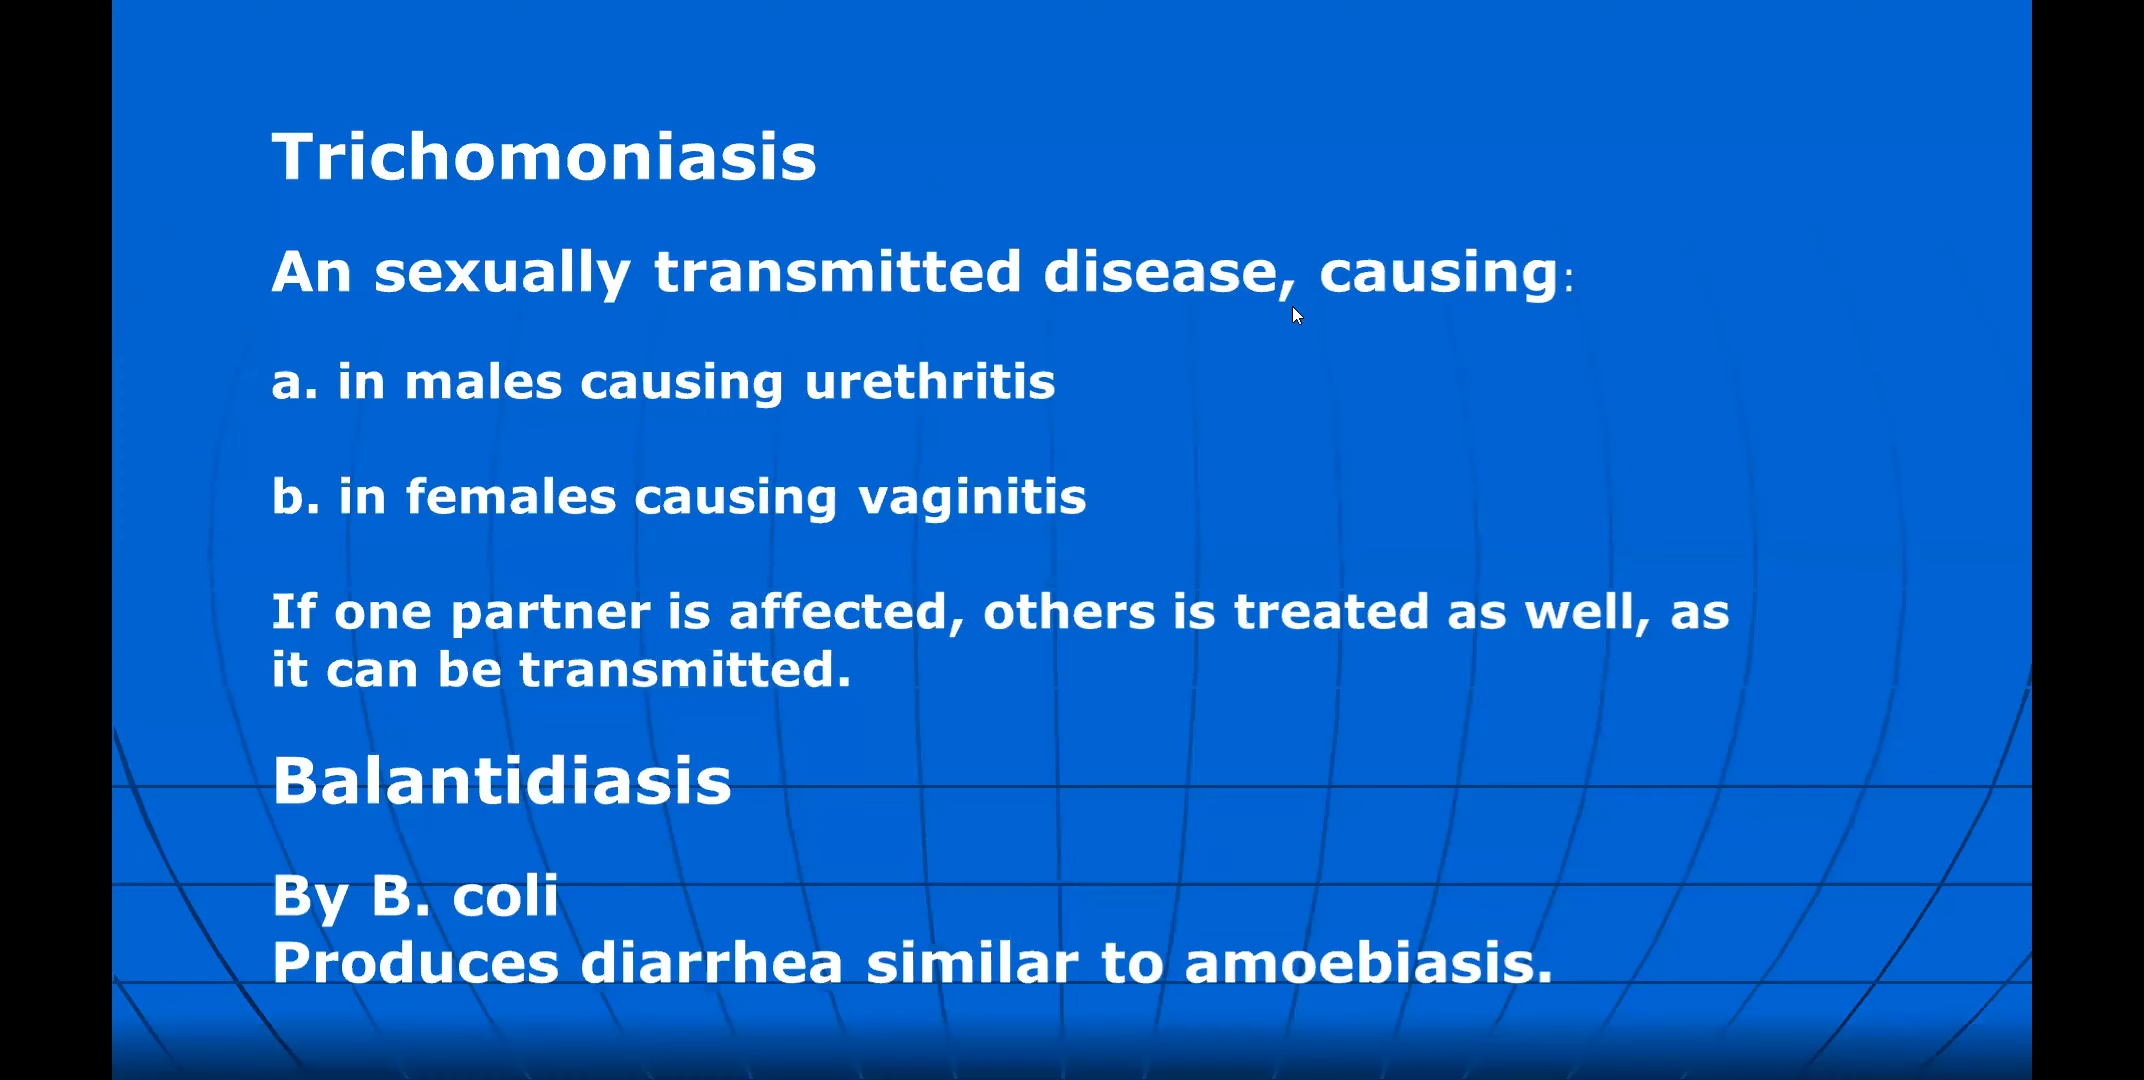 Trichomoniasis
An sexually transmitted disease, causing:
a. in males causing urethritis
b. in females causing vaginitis
If one partner is affected, others is treated as well, as
it can be transmitted.
Balantidiasis
By B. coli
Produces diarrhea similar to amoebiasis.